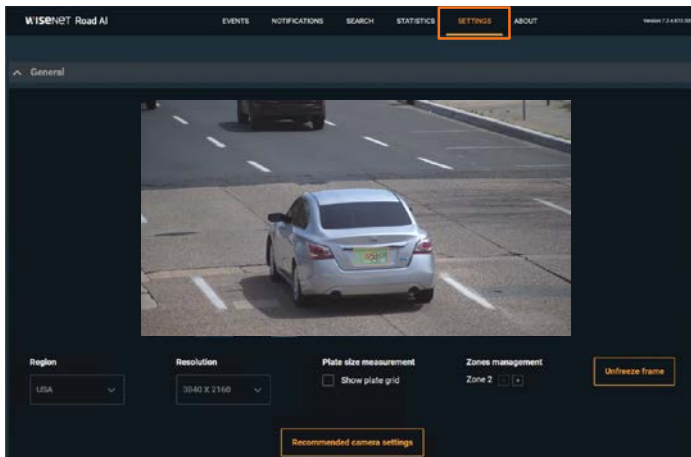 WISENET Road AI
EVENTS NOTIFICATIONS SEARCH STATISTICS SETTINGS ABOUT
General
Region Resolution Plate size measurement Zones management
USA 3840 X 2160 Show plate grid Zone 2 - +
Unfreeze frame
Recommended camera settings